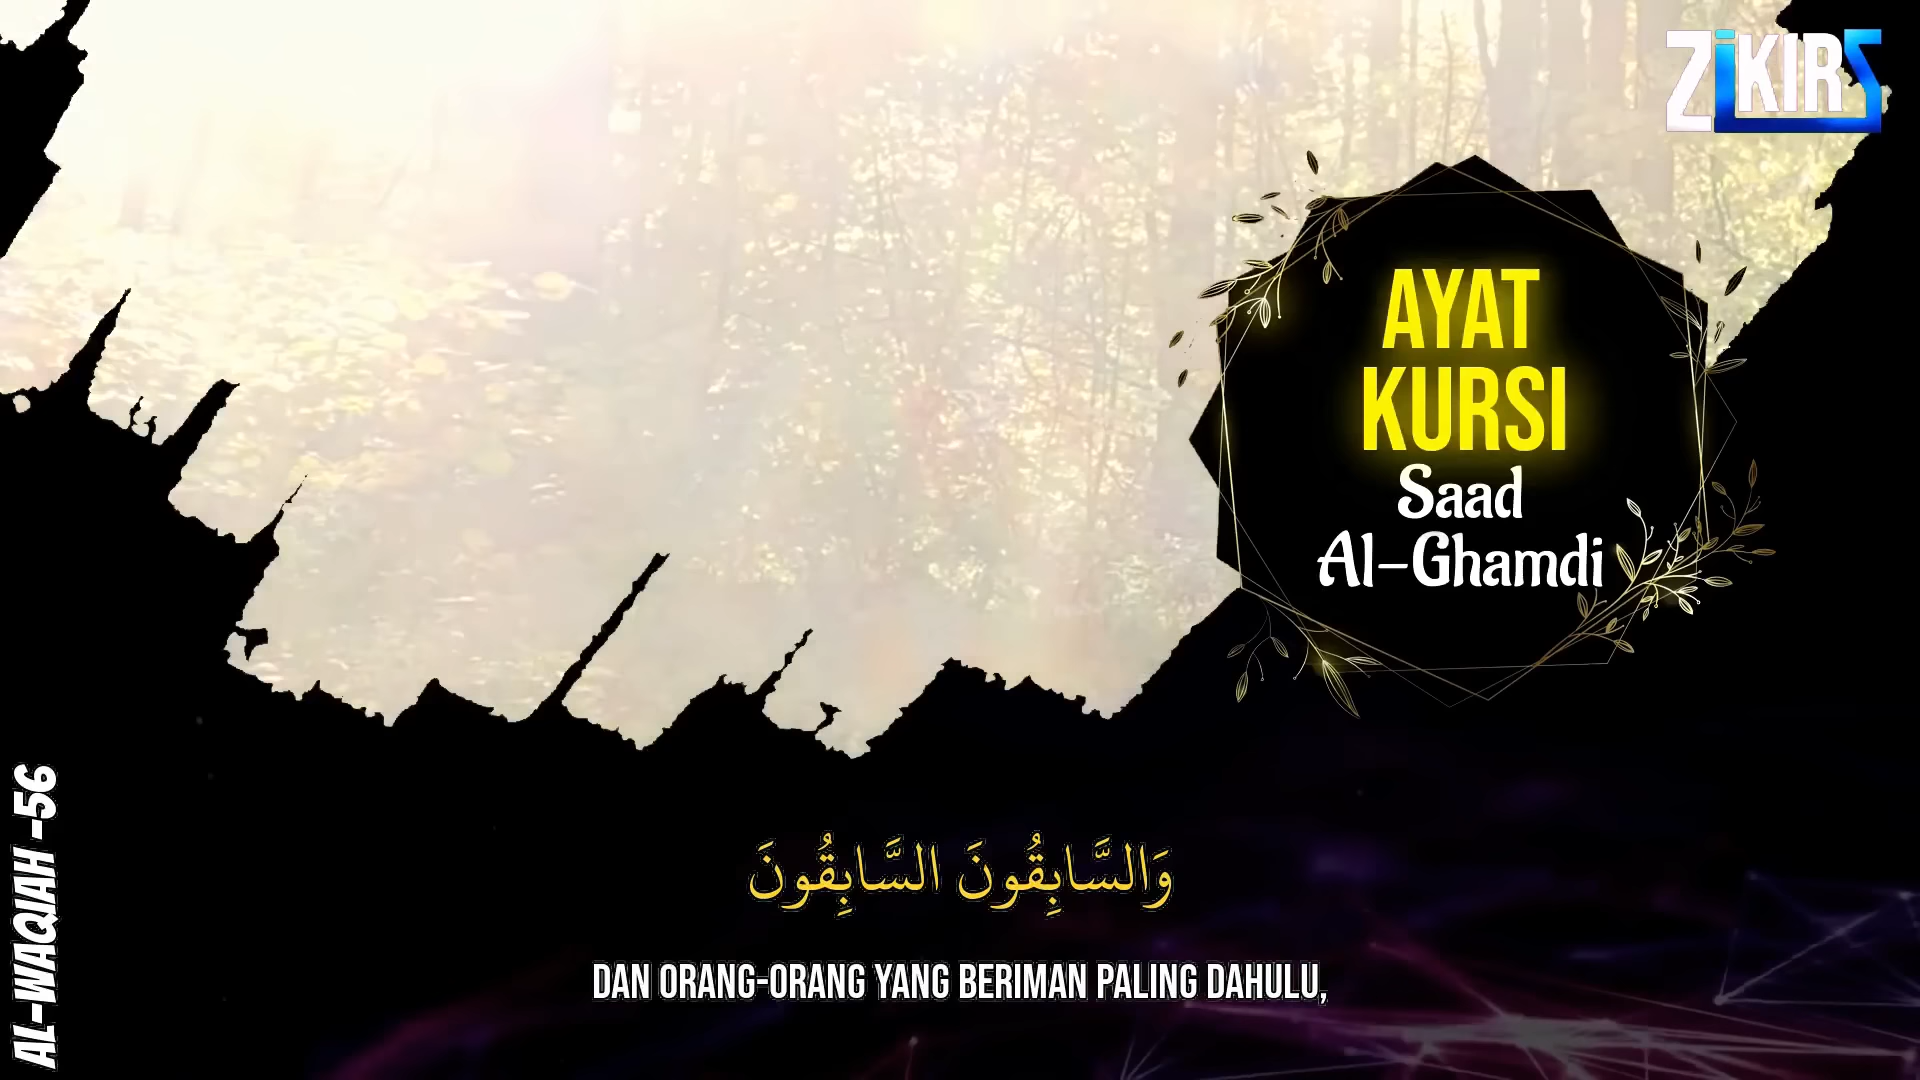 ZiKIRS
AYAT
KURSI
Saad
Al-Ghamdi
وَالسَّابِقُونَ السَّابِقُونَ
DAN ORANG-ORANG YANG BERIMAN PALING DAHULU,
AL-WAQIAH -56